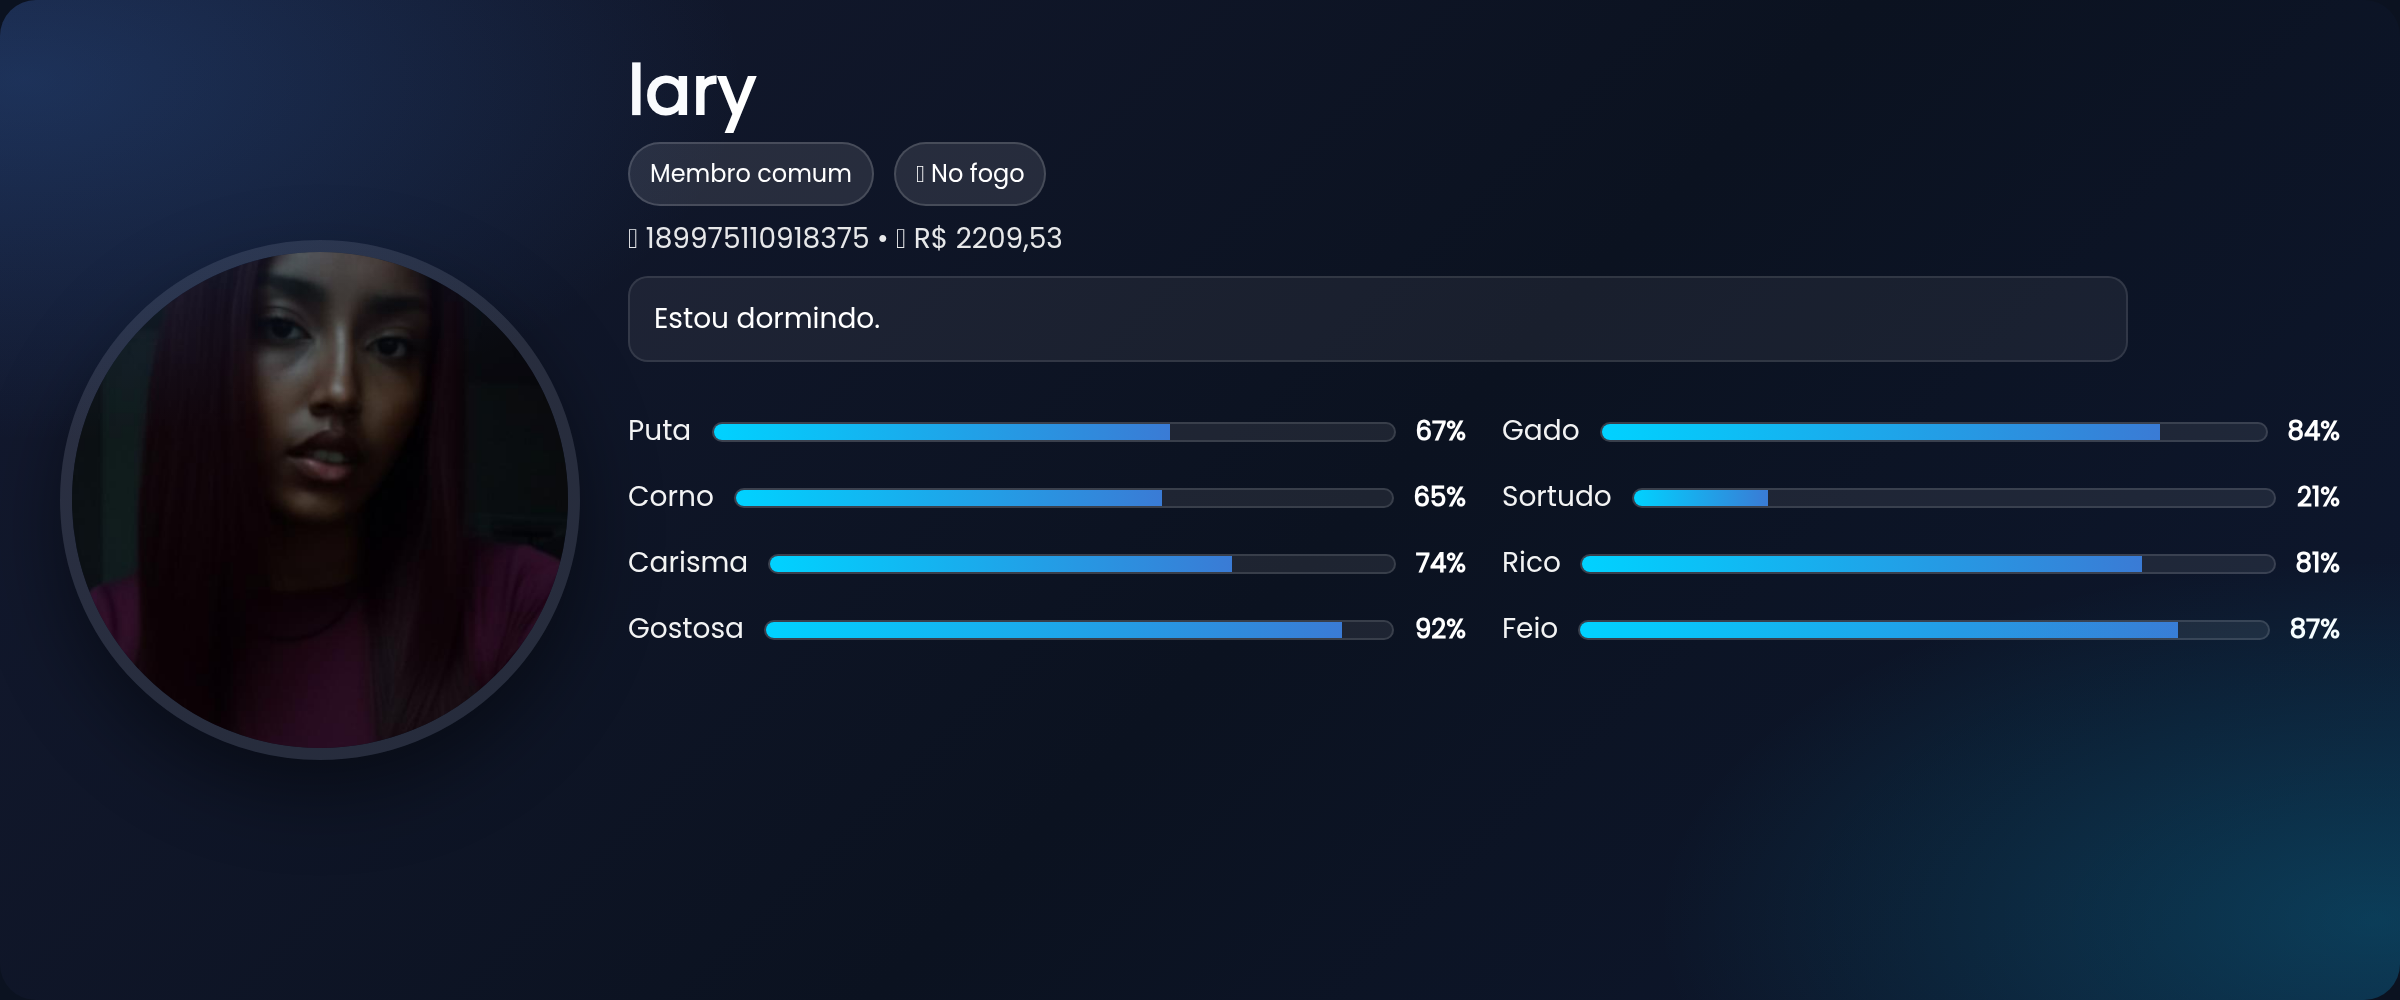 lary
Membro comum No fogo
189975110918375 • R$ 2209,53
Estou dormindo.
Puta 67% Gado 84%
Corno 65% Sortudo 21%
Carisma 74% Rico 81%
Gostosa 92% Feio 87%